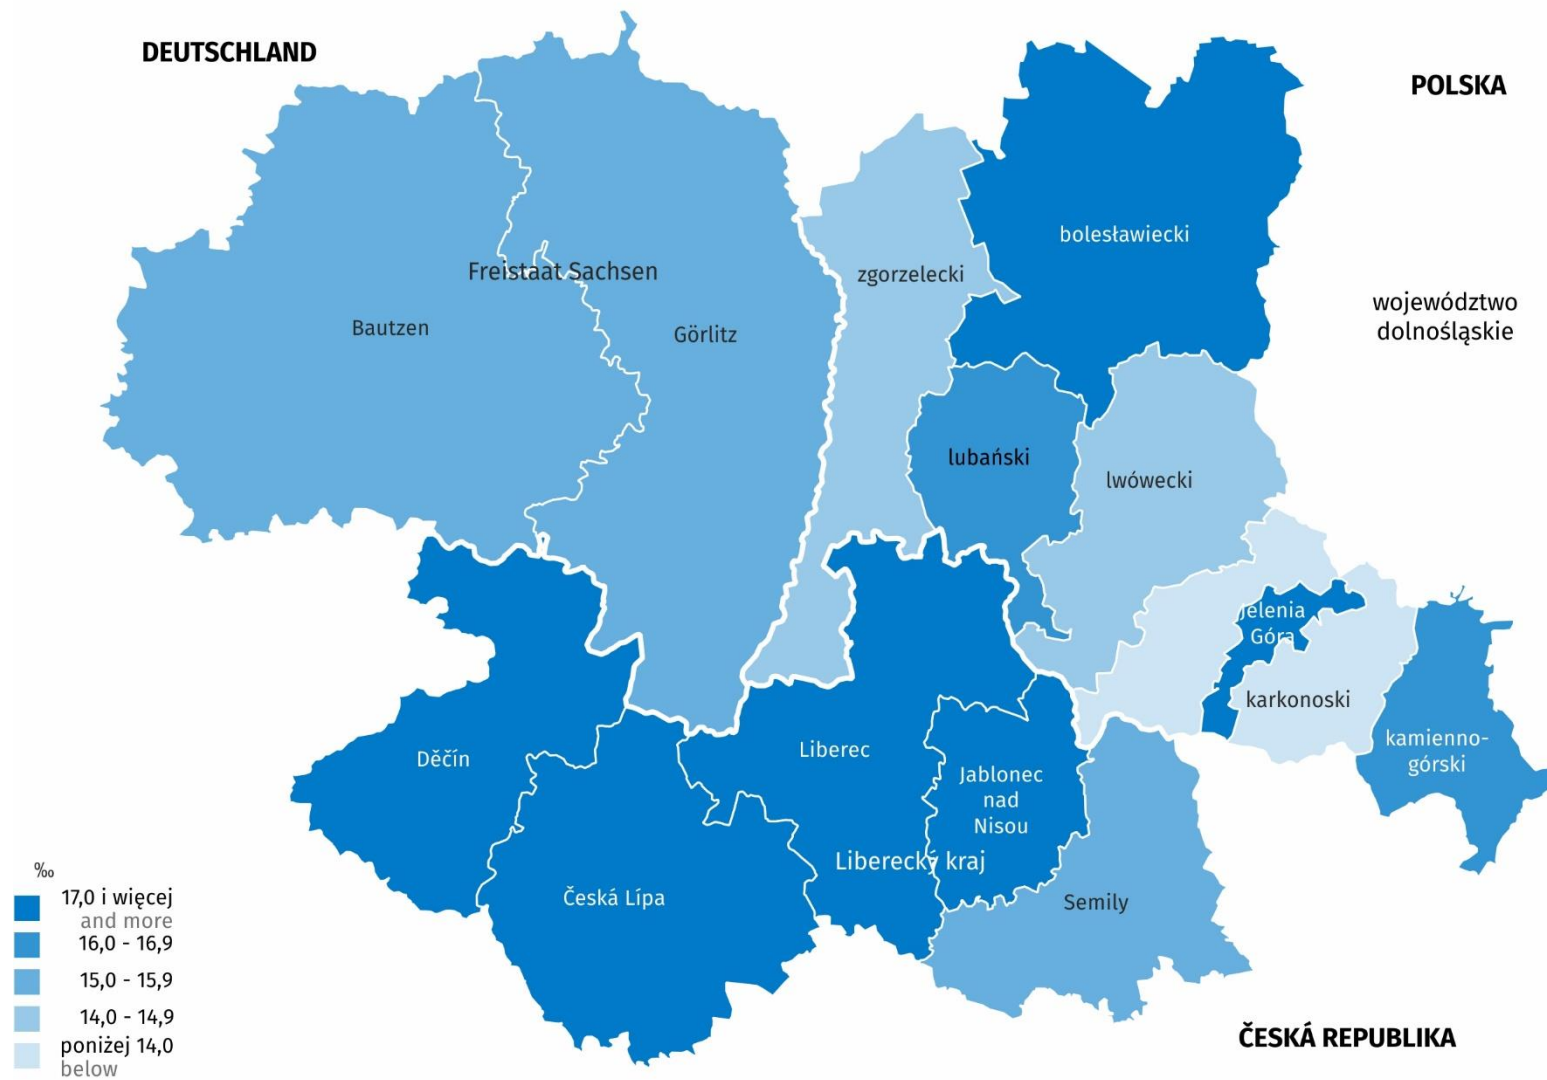 DEUTSCHLAND
POLSKA
bolesławiecki
Freistaat Sachsen
zgorzelecki
województwo
dolnośląskie
Bautzen
Görlitz
lubański
lwówecki
Jelenia
Góra
karkonoski
kamienno-
górski
Děčín
Liberec
Jablonec
nad
Nisou
Liberecký kraj
Česká Lípa
Semily
‰
17,0 i więcej
and more
16,0 - 16,9
15,0 - 15,9
14,0 - 14,9
poniżej 14,0
below
ČESKÁ REPUBLIKA